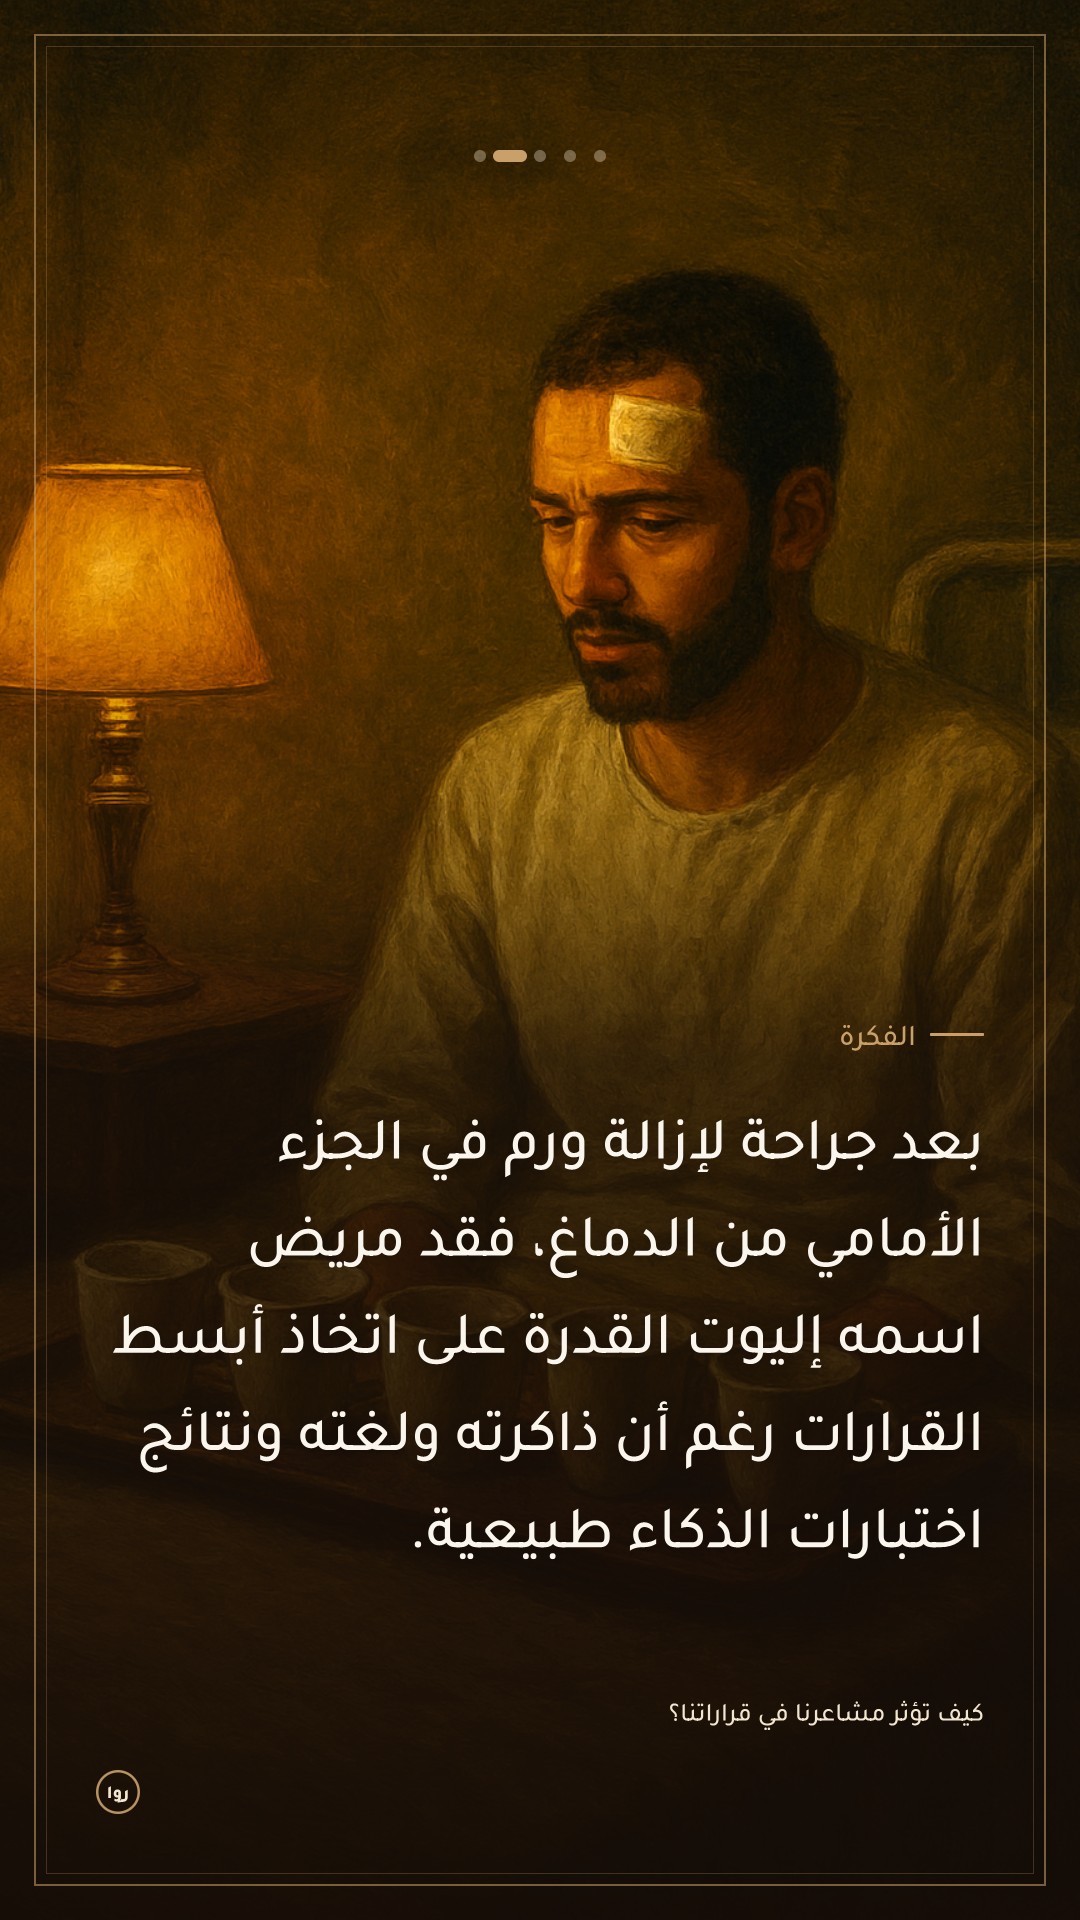 الفكرة
بعد جراحة لإزالة ورم في الجزء
الأمامي من الدماغ، فقد مريض
اسمه إليوت القدرة على اتخاذ أبسط
القرارات رغم أن ذاكرته ولغته ونتائج
اختبارات الذكاء طبيعية.
كيف تؤثر مشاعرنا في قراراتنا؟
روا